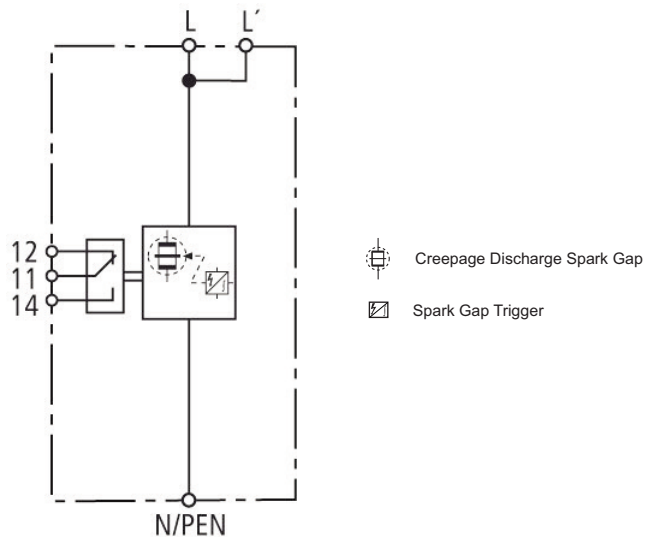 L L´
12
11
14
Creepage Discharge Spark Gap
Spark Gap Trigger
N/PEN